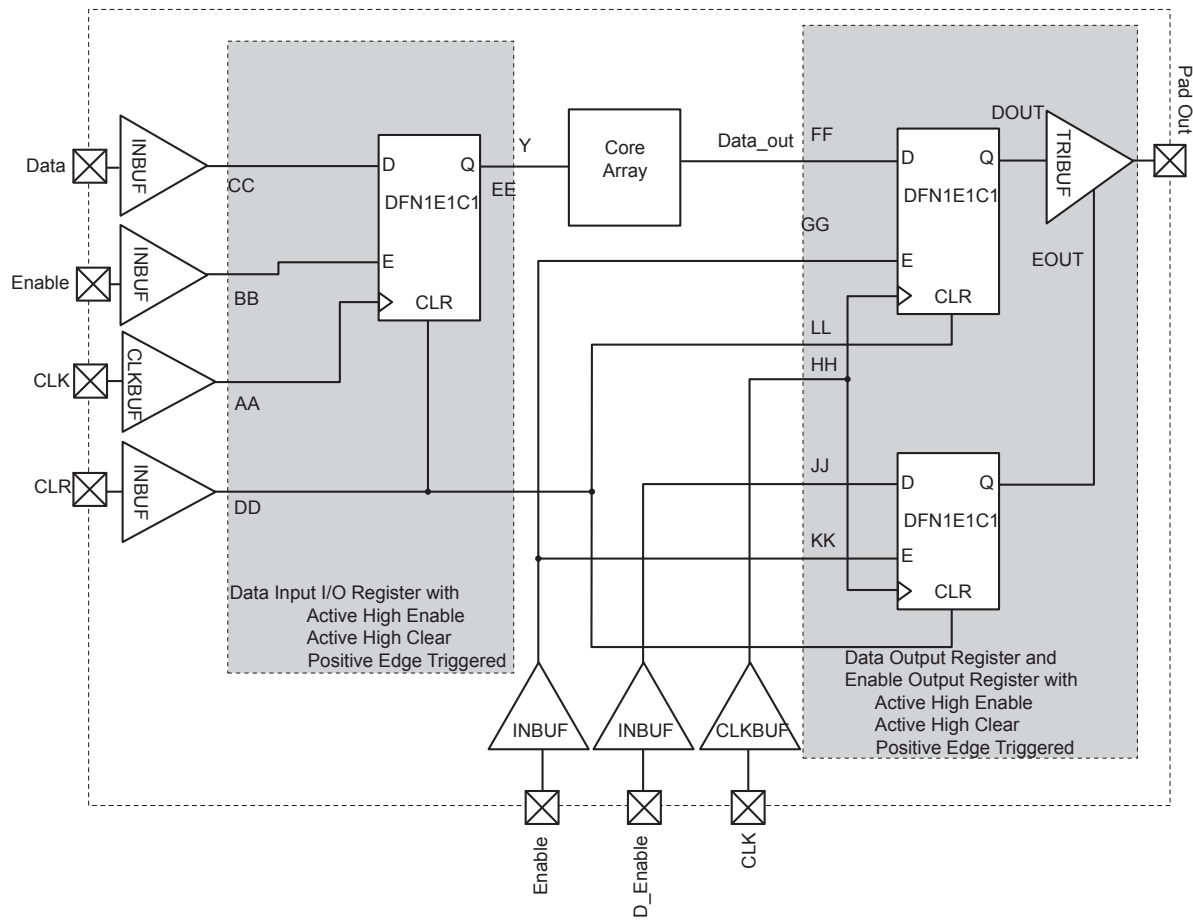 Data
INBUF
CC
Enable
INBUF
BB
CLK
CLKBUF
AA
CLR
INBUF
DD
D
Q
DFN1E1C1
E
CLR
Y
EE
Core
Array
Data_out
FF
GG
D
Q
DFN1E1C1
E
CLR
DOUT
TRIBUF
EOUT
Pad Out
LL
HH
JJ
KK
D
Q
DFN1E1C1
E
CLR
Data Input I/O Register with
Active High Enable
Active High Clear
Positive Edge Triggered
Data Output Register and
Enable Output Register with
Active High Enable
Active High Clear
Positive Edge Triggered
INBUF
INBUF
CLKBUF
Enable
D_Enable
CLK